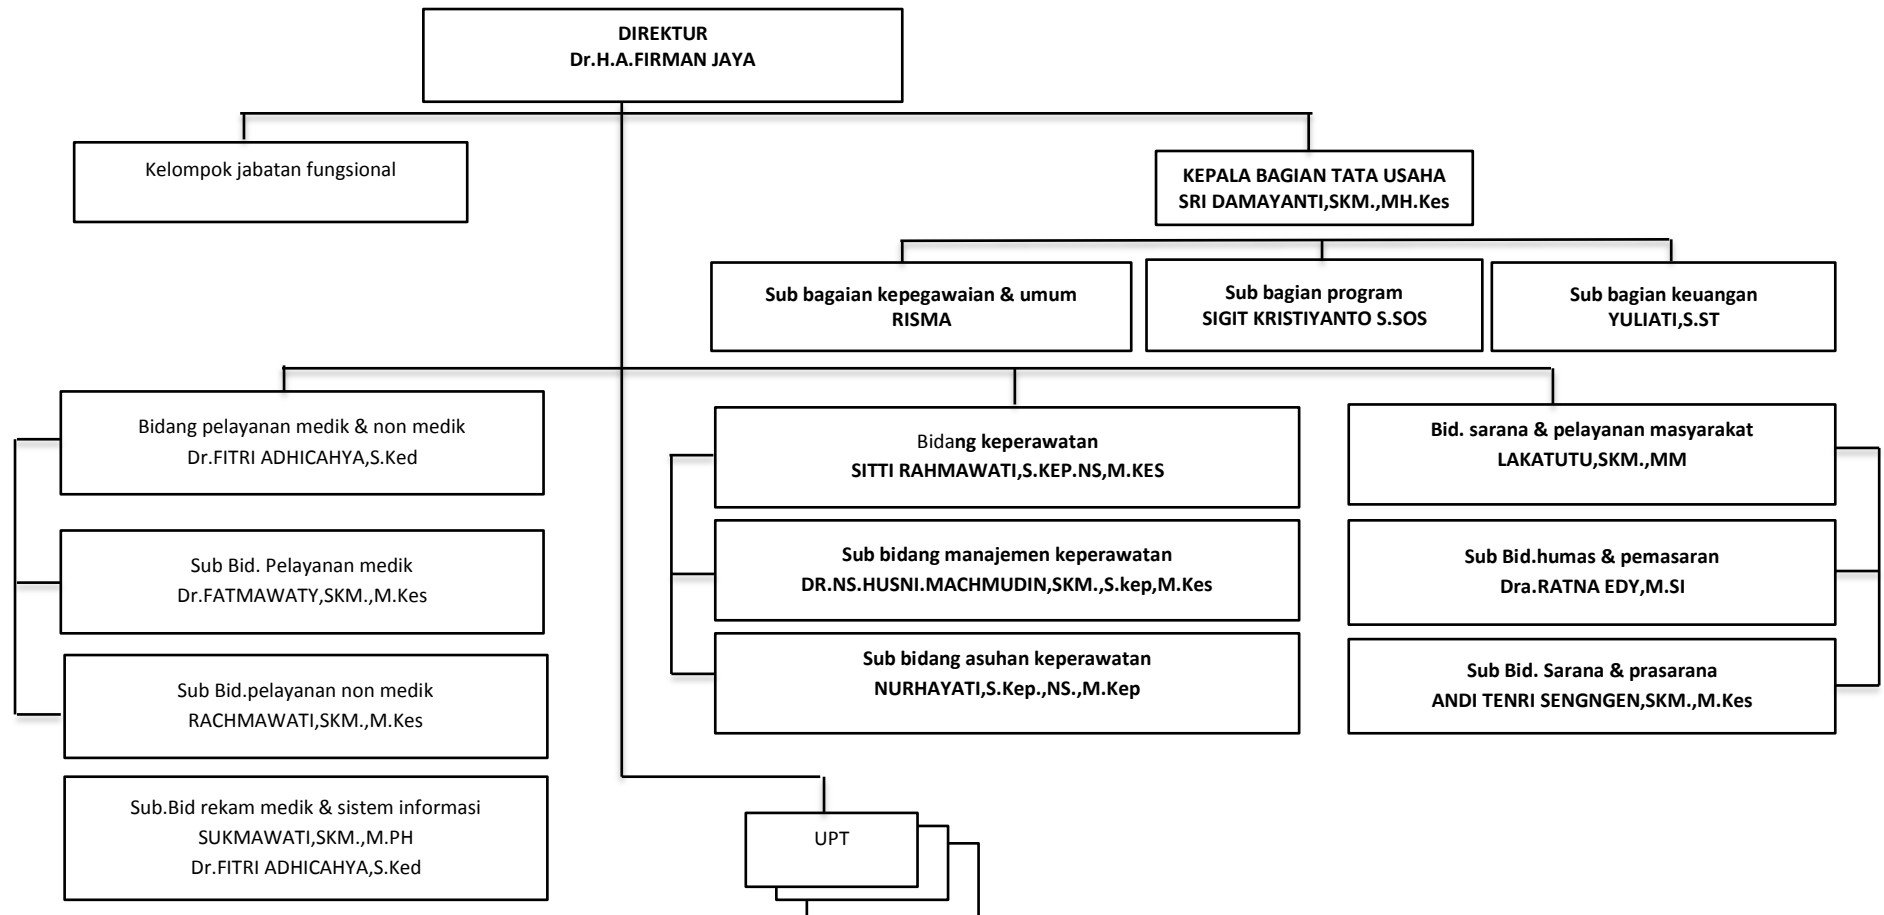 DIREKTUR
Dr.H.A.FIRMAN JAYA
Kelompok jabatan fungsional
KEPALA BAGIAN TATA USAHA
SRI DAMAYANTI,SKM.,MH.Kes
Sub bagaian kepegawaian & umum
RISMA
Sub bagian program
SIGIT KRISTIYANTO S.SOS
Sub bagian keuangan
YULIATI,S.ST
Bidang pelayanan medik & non medik
Dr.FITRI ADHICAHYA,S.Ked
Sub Bid. Pelayanan medik
Dr.FATMAWATY,SKM.,M.Kes
Sub Bid.pelayanan non medik
RACHMAWATI,SKM.,M.Kes
Sub.Bid rekam medik & sistem informasi
SUKMAWATI,SKM.,M.PH
Dr.FITRI ADHICAHYA,S.Ked
Bidang keperawatan
SITTI RAHMAWATI,S.KEP.NS,M.KES
Sub bidang manajemen keperawatan
DR.NS.HUSNI.MACHMUDIN,SKM.,S.kep,M.Kes
Sub bidang asuhan keperawatan
NURHAYATI,S.Kep.,NS.,M.Kep
Bid. sarana & pelayanan masyarakat
LAKATUTU,SKM.,MM
Sub Bid.humas & pemasaran
Dra.RATNA EDY,M.SI
Sub Bid. Sarana & prasarana
ANDI TENRI SENGNGEN,SKM.,M.Kes
UPT